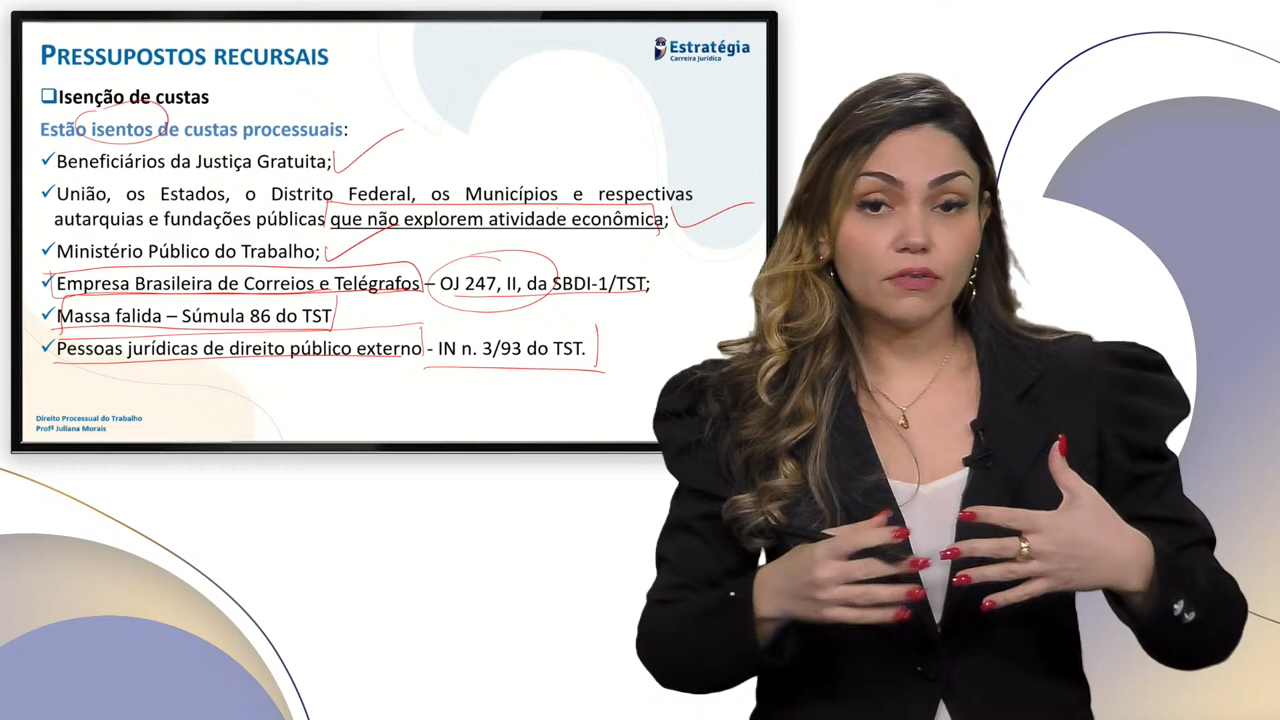 PRESSUPOSTOS RECURSAIS
Estratégia
Carreira Jurídica
Isenção de custas
Estão isentos de custas processuais:
Beneficiários da Justiça Gratuita;
União, os Estados, o Distrito Federal, os Municípios e respectivas
autarquias e fundações públicas que não explorem atividade econômica;
Ministério Público do Trabalho;
Empresa Brasileira de Correios e Telégrafos – OJ 247, II, da SBDI-1/TST;
Massa falida – Súmula 86 do TST
Pessoas jurídicas de direito público externo - IN n. 3/93 do TST.
Direito Processual do Trabalho
Profª Juliana Morais